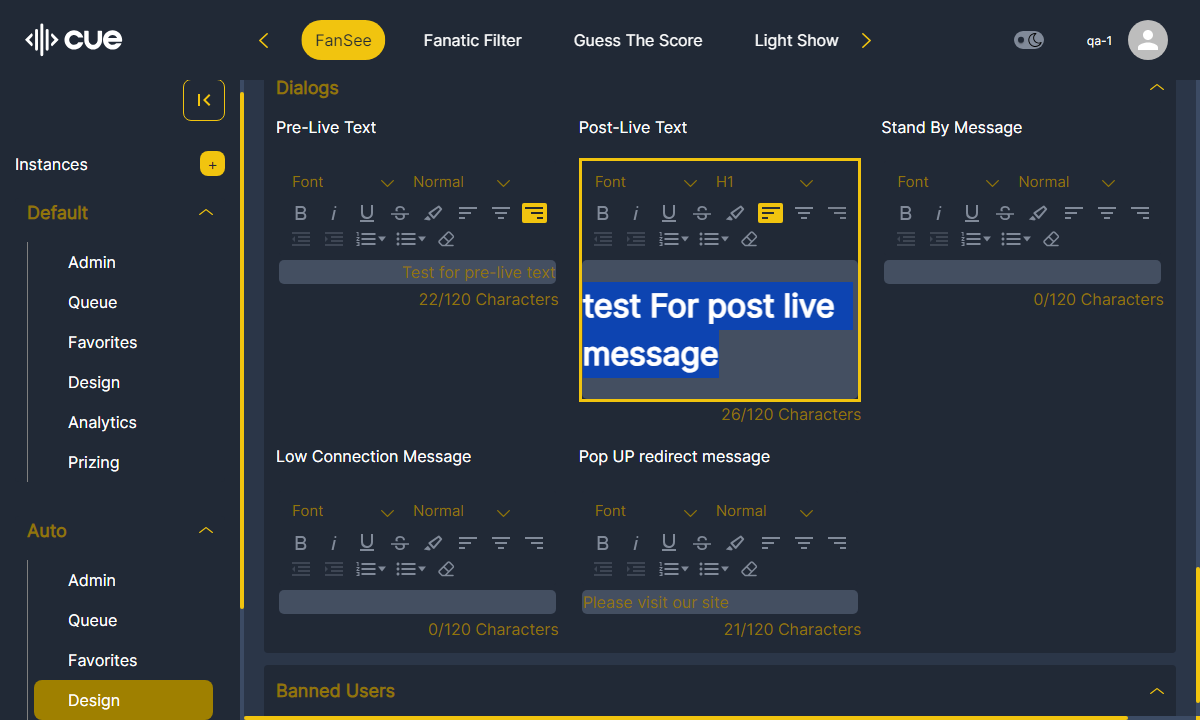 cue
FanSee
Fanatic Filter
Guess The Score
Light Show
qa-1
Instances
+
Default
Admin
Queue
Favorites
Design
Analytics
Prizing
Auto
Admin
Queue
Favorites
Design
Dialogs
Pre-Live Text
Font
Normal
B i U S
Test for pre-live text
22/120 Characters
Post-Live Text
Font
H1
B i U S
test For post live
message
26/120 Characters
Stand By Message
Font
Normal
B i U S
0/120 Characters
Low Connection Message
Font
Normal
B i U S
0/120 Characters
Pop UP redirect message
Font
Normal
B i U S
Please visit our site
21/120 Characters
Banned Users